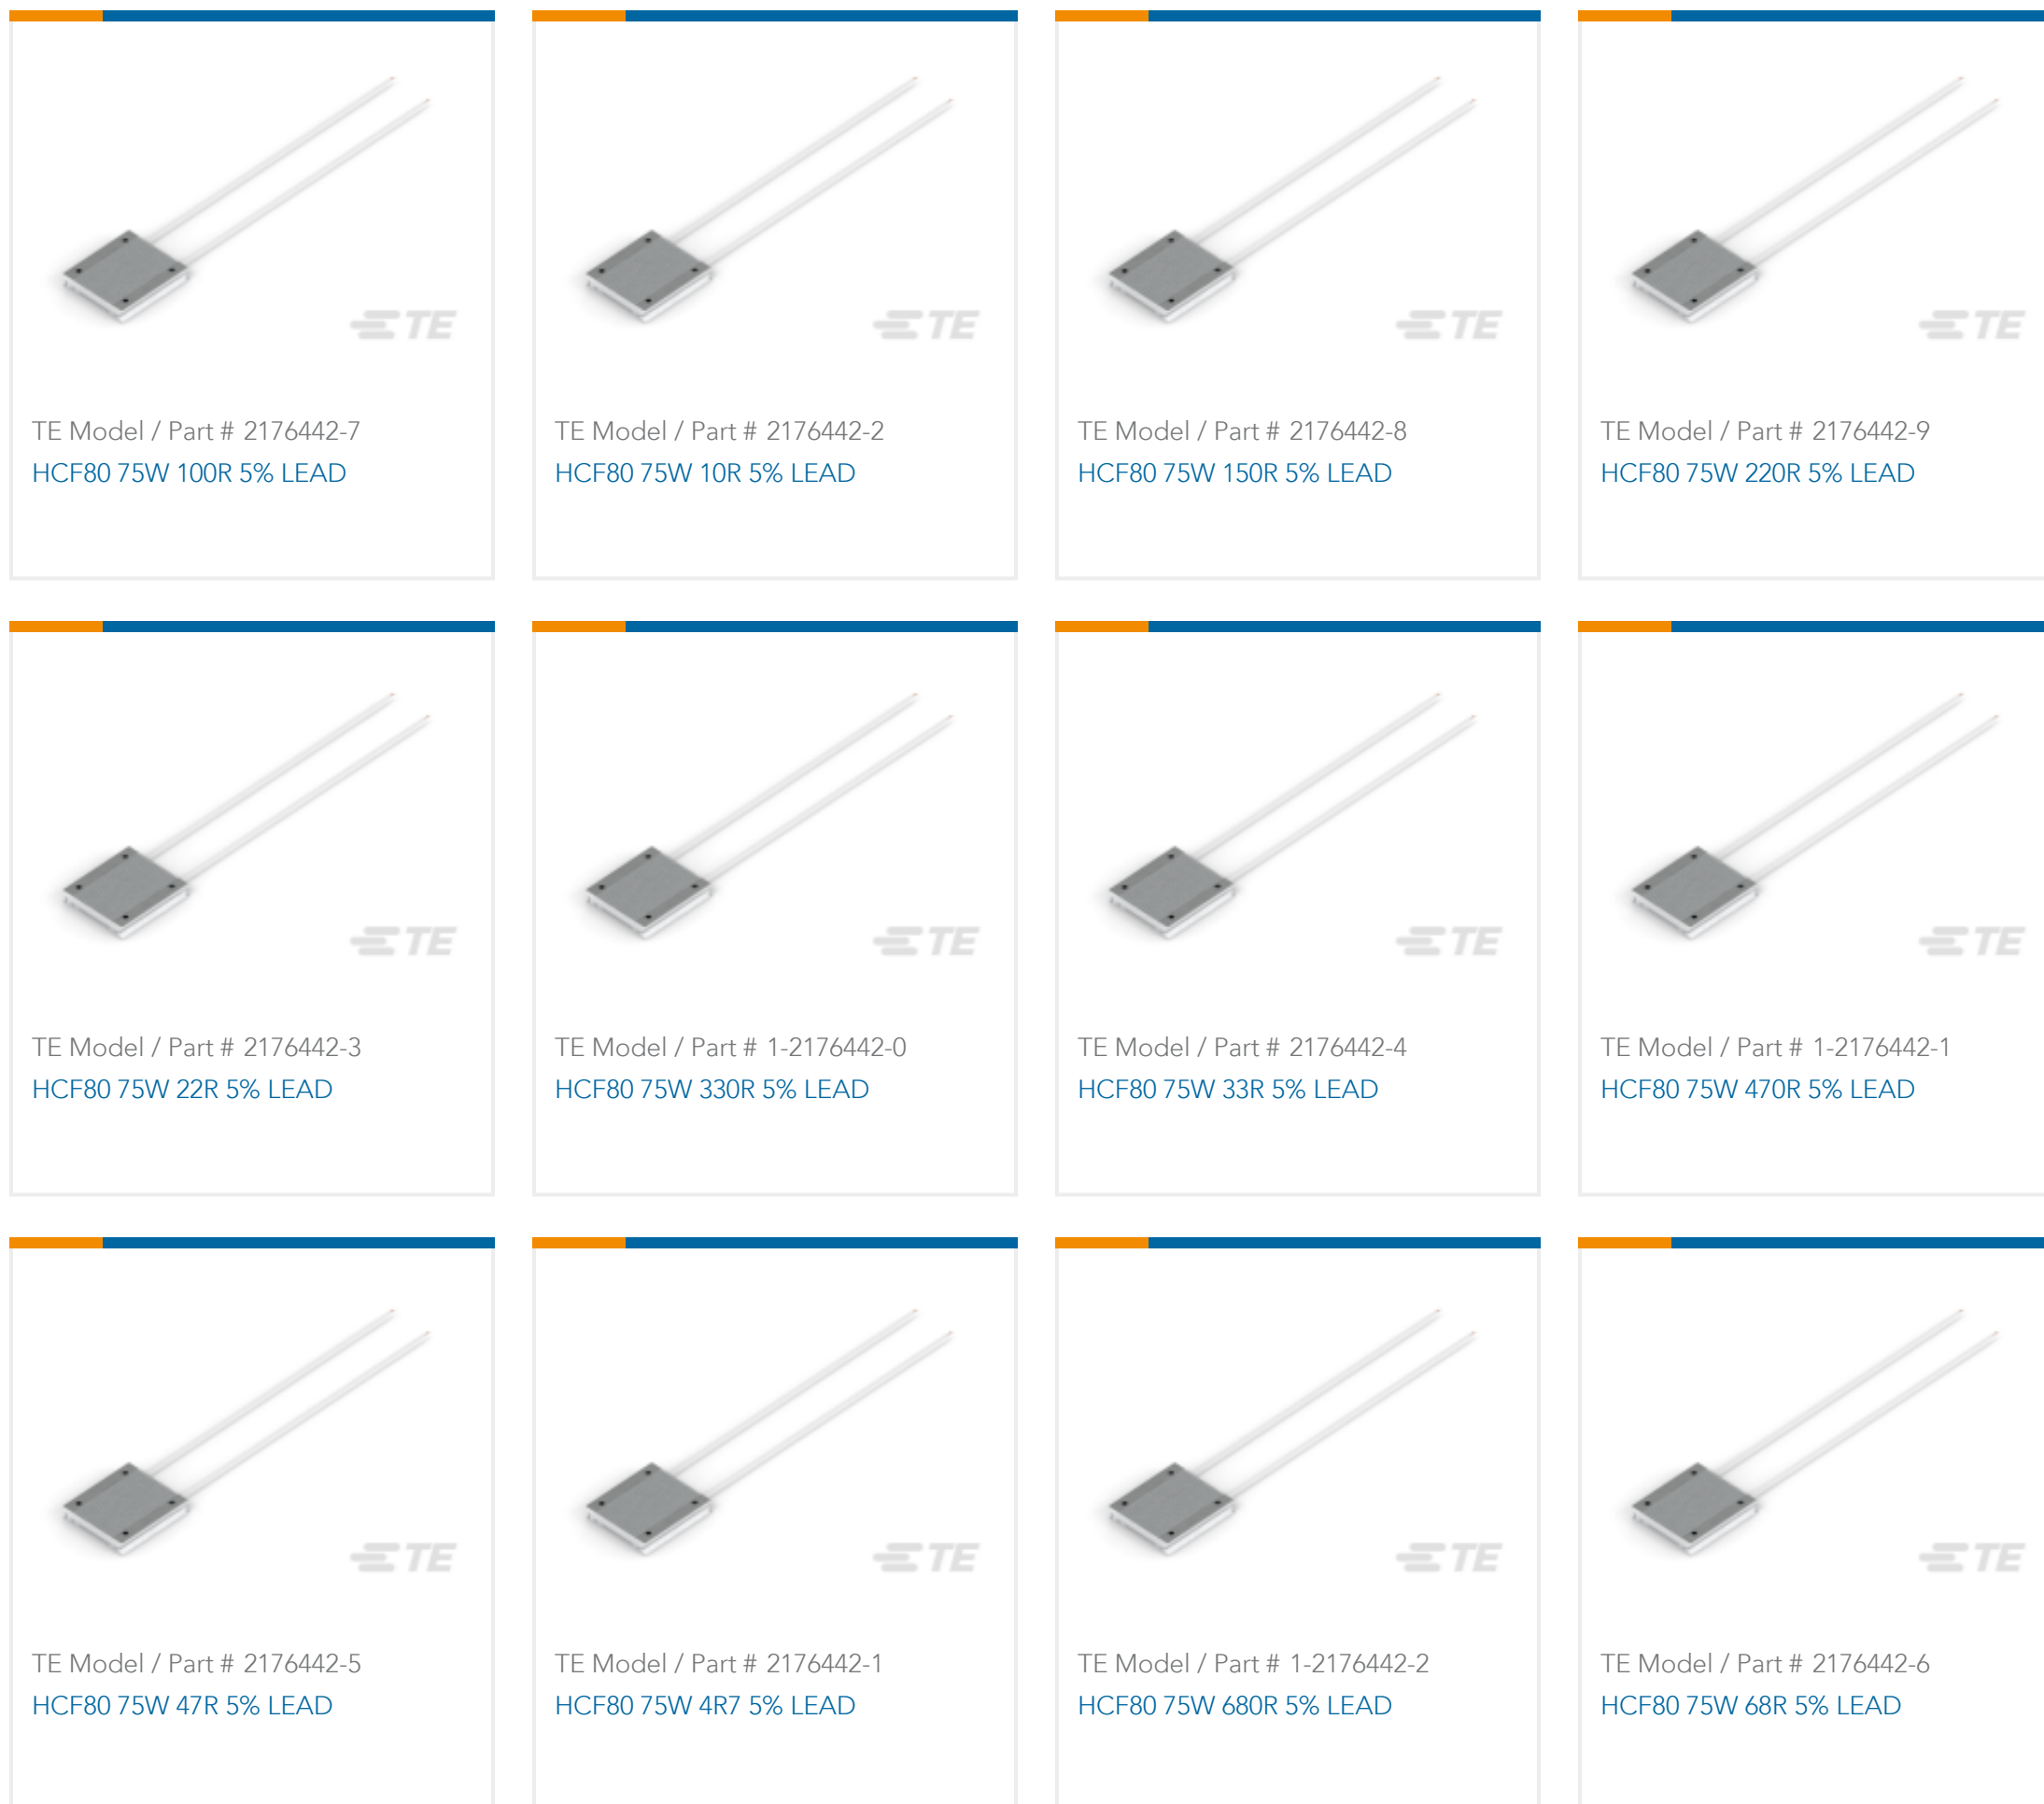 TE
TE Model / Part # 2176442-7
HCF80 75W 100R 5% LEAD
TE
TE Model / Part # 2176442-2
HCF80 75W 10R 5% LEAD
TE
TE Model / Part # 2176442-8
HCF80 75W 150R 5% LEAD
TE
TE Model / Part # 2176442-9
HCF80 75W 220R 5% LEAD
TE
TE Model / Part # 2176442-3
HCF80 75W 22R 5% LEAD
TE
TE Model / Part # 1-2176442-0
HCF80 75W 330R 5% LEAD
TE
TE Model / Part # 2176442-4
HCF80 75W 33R 5% LEAD
TE
TE Model / Part # 1-2176442-1
HCF80 75W 470R 5% LEAD
TE
TE Model / Part # 2176442-5
HCF80 75W 47R 5% LEAD
TE
TE Model / Part # 2176442-1
HCF80 75W 4R7 5% LEAD
TE
TE Model / Part # 1-2176442-2
HCF80 75W 680R 5% LEAD
TE
TE Model / Part # 2176442-6
HCF80 75W 68R 5% LEAD